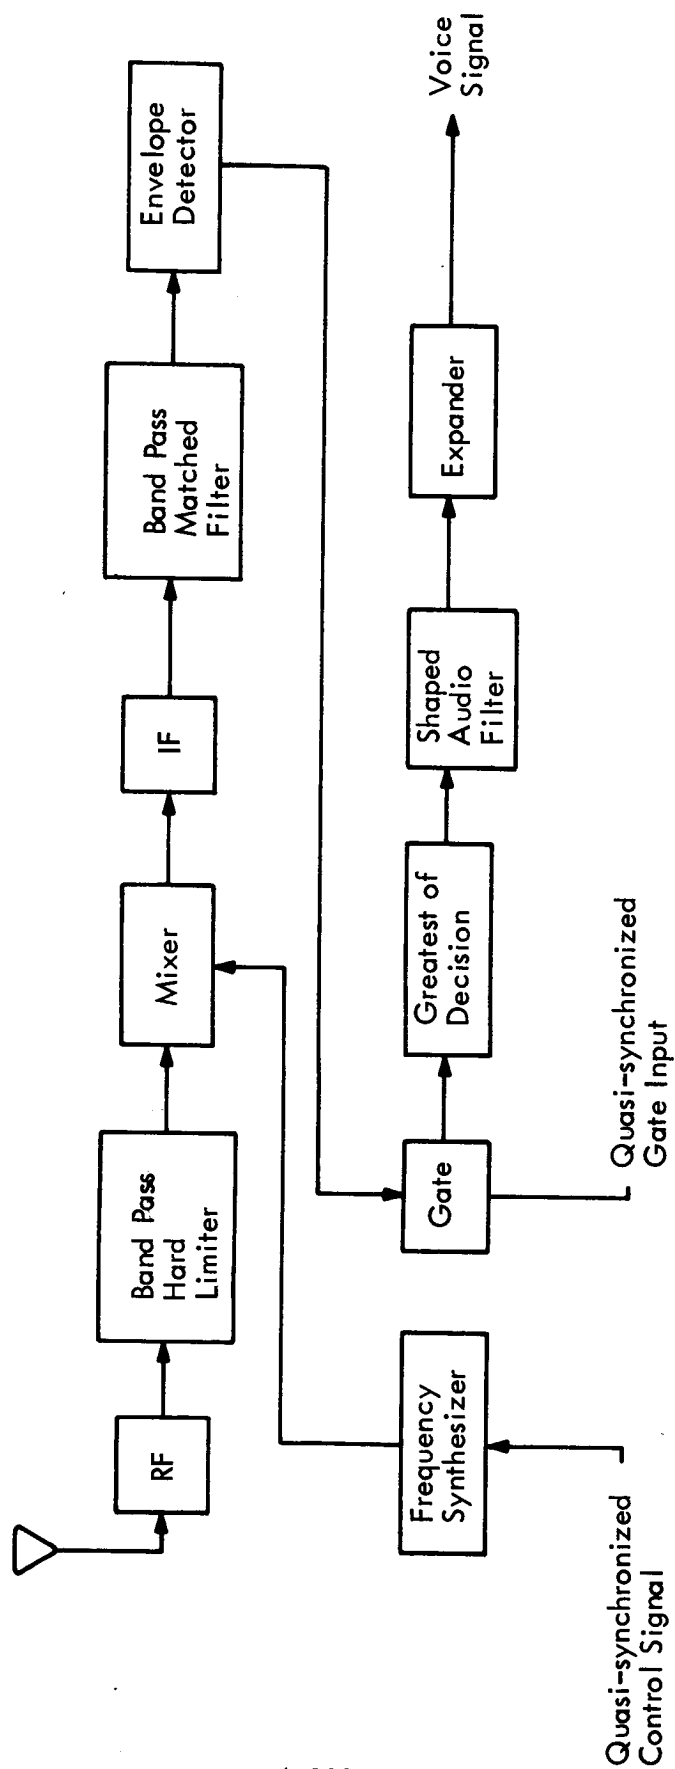 RF
Band Pass
Hard
Limiter
Mixer
IF
Band Pass
Matched
Filter
Envelope
Detector
Frequency
Synthesizer
Gate
Greatest of
Decision
Shaped
Audio
Filter
Expander
Voice
Signal
Quasi-synchronized
Control Signal
Quasi-synchronized
Gate Input